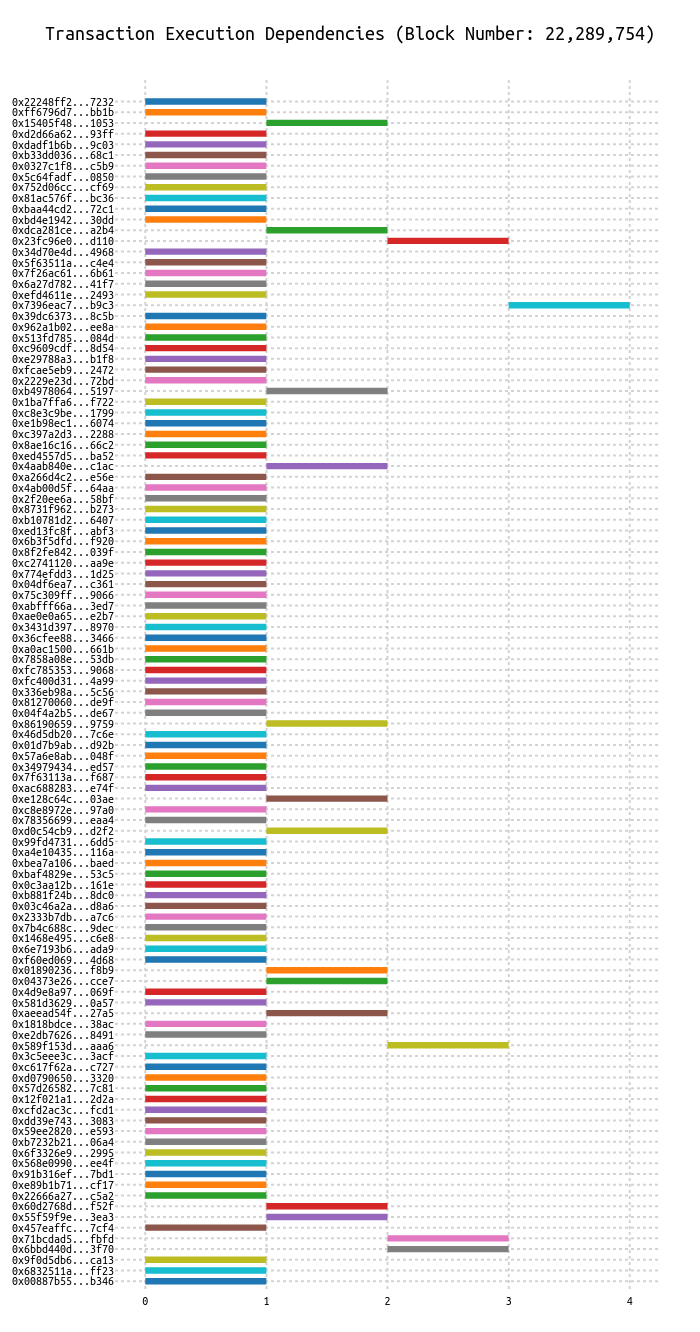 Transaction Execution Dependencies (Block Number: 22,289,754)
0x22248ff2...7232
0xff6796d7...bb1b
0x15405f48...1053
0xd2d66a62...93ff
0xdadf1b6b...9c03
0xb33dd036...68c1
0x0327c1f8...c5b9
0x5c64fadf...0850
0x752d06cc...cf69
0x81ac576f...bc36
0xbaa44cd2...72c1
0xbd4e1942...30dd
0xdca281ce...a2b4
0x23fc96e0...d110
0x34d70e4d...4968
0x5f63511a...c4e4
0x7f26ac61...6b61
0x6a27d782...41f7
0xefd4611e...2493
0x7396eac7...b9c3
0x39dc6373...8c5b
0x962a1b02...ee8a
0x513fd785...084d
0xc9609cdf...8d54
0xe29788a3...b1f8
0xfcae5eb9...2472
0x2229e23d...72bd
0xb4978064...5197
0x1ba7ffa6...f722
0xc8e3c9be...1799
0xe1b98ec1...6074
0xc397a2d3...2288
0x8ae16c16...66c2
0xed4557d5...ba52
0x4aab840e...c1ac
0xa266d4c2...e56e
0x4ab00d5f...64aa
0x2f20ee6a...58bf
0x8731f962...b273
0xb10781d2...6407
0xed13fc8f...abf3
0x6b3f5dfd...f920
0x8f2fe842...039f
0xc2741120...aa9e
0x774efdd3...1d25
0x04df6ea7...c361
0x75c309ff...9066
0xabfff66a...3ed7
0xae0e0a65...e2b7
0x3431d397...8970
0x36cfee88...3466
0xa0ac1500...661b
0x7858a08e...53db
0xfc785353...9068
0xfc400d31...4a99
0x336eb98a...5c56
0x81270060...de9f
0x04f4a2b5...de67
0x86190659...9759
0x46d5db20...7c6e
0x01d7b9ab...d92b
0x57a6e8ab...048f
0x34979434...ed57
0x7f63113a...f687
0xac688283...e74f
0xe128c64c...03ae
0xc8e8972e...97a0
0x78356699...eaa4
0xd0c54cb9...d2f2
0x99fd4731...6dd5
0xa4e10435...116a
0xbea7a106...baed
0xbaf4829e...53c5
0x0c3aa12b...161e
0xb881f24b...8dc0
0x03c46a2a...d8a6
0x2333b7db...a7c6
0x7b4c688c...9dec
0x1468e495...c6e8
0x6e7193b6...ada9
0xf60ed069...4d68
0x01890236...f8b9
0x04373e26...cce7
0x4d9e8a97...069f
0x581d3629...0a57
0xaeead54f...27a5
0x1818bdce...38ac
0xe2db7626...8491
0x589f153d...aaa6
0x3c5eee3c...3acf
0xc617f62a...c727
0xd0790650...3320
0x57d26582...7c81
0x12f021a1...2d2a
0xcfd2ac3c...fcd1
0xdd39e743...3083
0x59ee2820...e593
0xb7232b21...06a4
0x6f3326e9...2995
0x568e0990...ee4f
0x91b316ef...7bd1
0xe89b1b71...cf17
0x22666a27...c5a2
0x60d2768d...f52f
0x55f59f9e...3ea3
0x457eaffc...7cf4
0x71bcdad5...fbfd
0x6bbd440d...3f70
0x9f0d5db6...ca13
0x6832511a...ff23
0x00887b55...b346
0 1 2 3 4